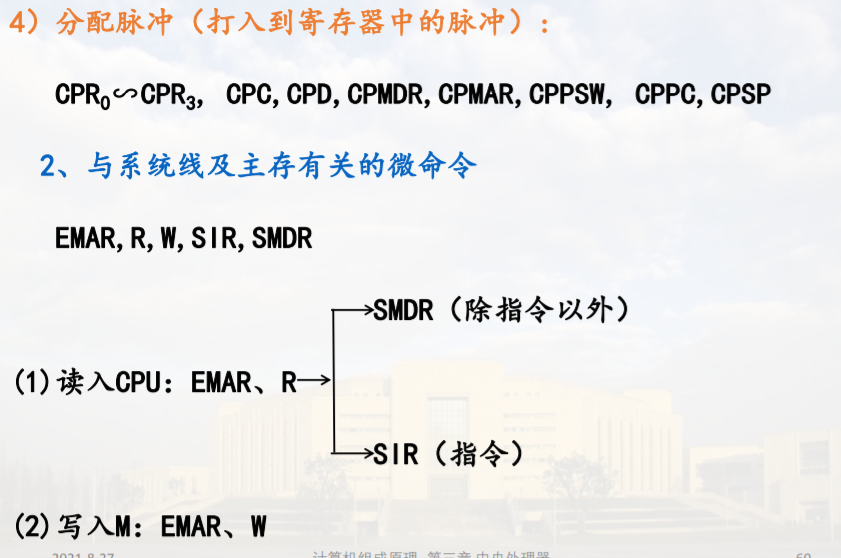 4）分配脉冲（打入到寄存器中的脉冲）：
CPR₀∽CPR₃, CPC,CPD,CPMDR,CPMAR,CPPSW, CPPC,CPSP
2、与系统线及主存有关的微命令
EMAR,R,W,SIR,SMDR
SMDR（除指令以外）
(1)读入CPU：EMAR、R
SIR（指令）
(2)写入M：EMAR、W
2021-8-27 计算机组成原理 第三章 中央处理器 60